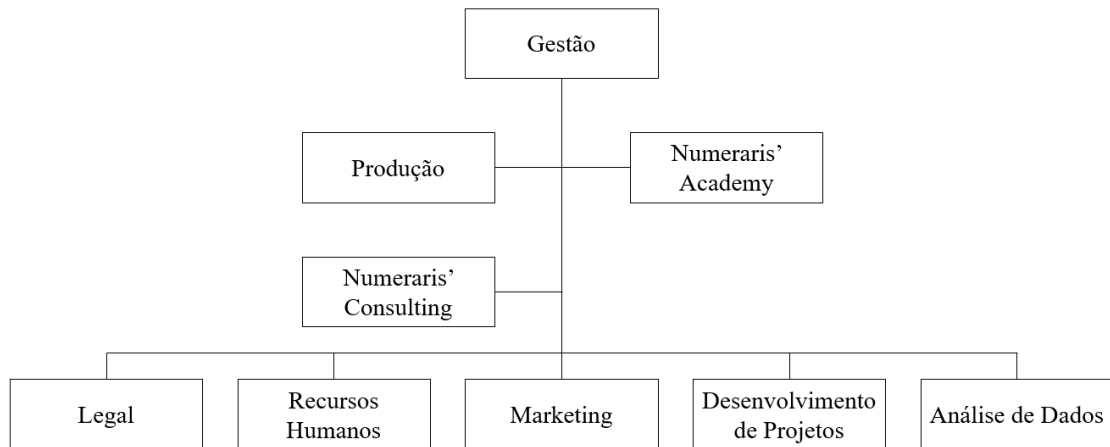 Gestão
Produção
Numeraris’
Academy
Numeraris’
Consulting
Legal
Recursos
Humanos
Marketing
Desenvolvimento
de Projetos
Análise de Dados